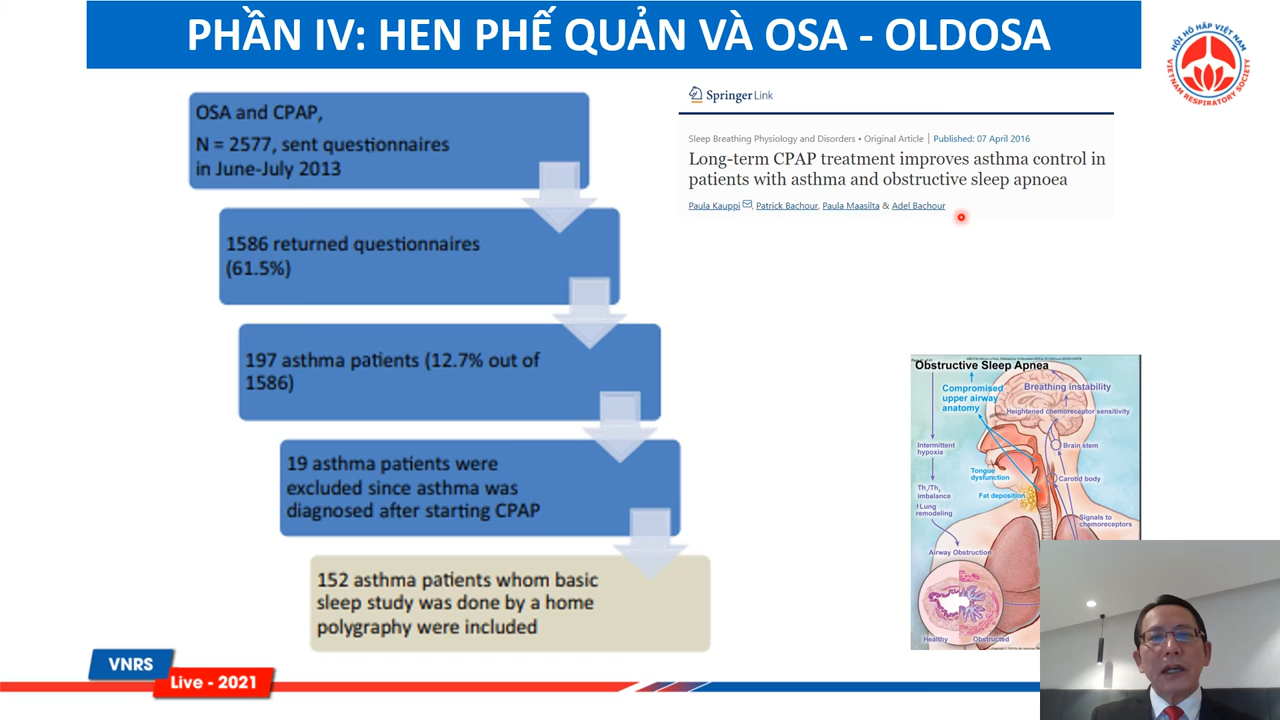 PHẦN IV: HEN PHẾ QUẢN VÀ OSA - OLDOSA
HỘI HÔ HẤP VIỆT NAM
VIETNAM RESPIRATORY SOCIETY
OSA and CPAP,
N = 2577, sent questionnaires
in June-July 2013
1586 returned questionnaires
(61.5%)
197 asthma patients (12.7% out of
1586)
19 asthma patients were
excluded since asthma was
diagnosed after starting CPAP
152 asthma patients whom basic
sleep study was done by a home
polygraphy were included
Springer Link
Sleep Breathing Physiology and Disorders • Original Article | Published: 07 April 2016
Long-term CPAP treatment improves asthma control in
patients with asthma and obstructive sleep apnoea
Paula Kauppi, Patrick Bachour, Paula Maasilta & Adel Bachour
Obstructive Sleep Apnea
Compromised
upper airway
anatomy
Breathing instability
Heightened chemoreceptor sensitivity
Intermittent
hypoxia
Brain stem
Tongue
dysfunction
Carotid body
Fat deposition
Th₁/Th₂
imbalance
↑Lung
remodeling
Signals to
chemoreceptors
Airway Obstruction
Healthy
Obstructed
VNRS
Live - 2021